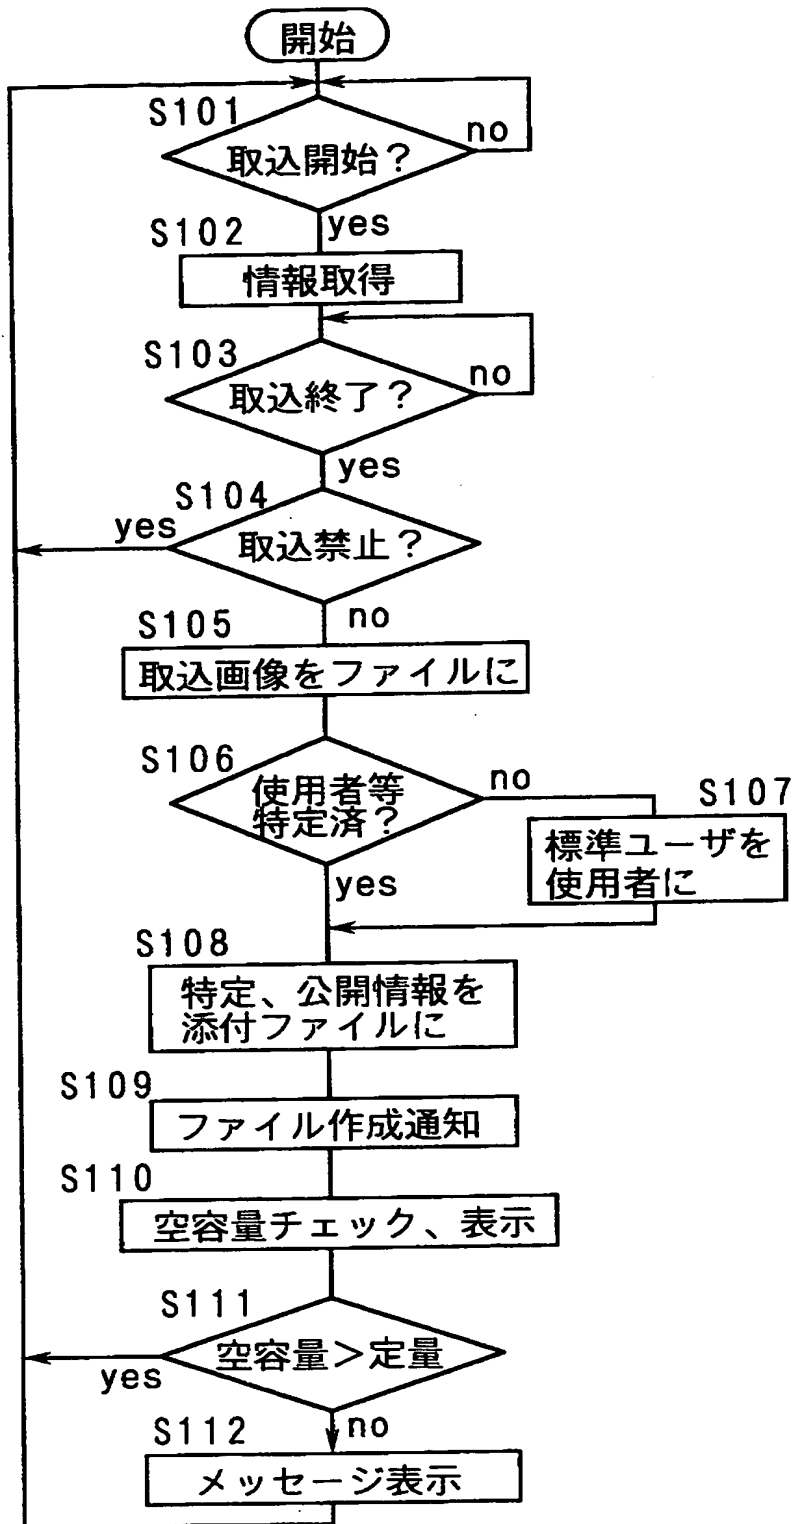 開始
S101
取込開始?
no
yes
S102
情報取得
S103
取込終了?
no
yes
S104
取込禁止?
yes
no
S105
取込画像をファイルに
S106
使用者等
特定済?
no
yes
S107
標準ユーザを
使用者に
S108
特定、公開情報を
添付ファイルに
S109
ファイル作成通知
S110
空容量チェック、表示
S111
空容量>定量
yes
no
S112
メッセージ表示